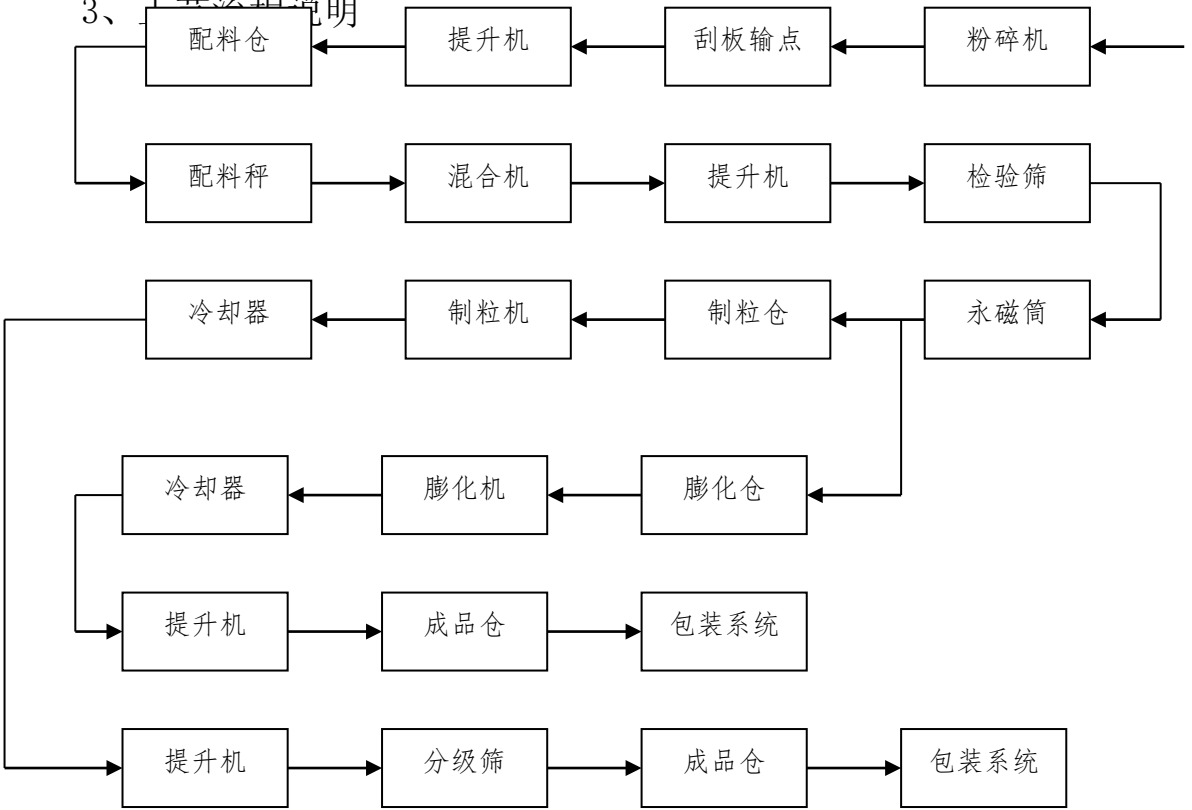 3、
说明
配料仓 提升机 刮板输点 粉碎机
配料秤 混合机 提升机 检验筛
冷却器 制粒机 制粒仓 永磁筒
冷却器 膨化机 膨化仓
提升机 成品仓 包装系统
提升机 分级筛 成品仓 包装系统